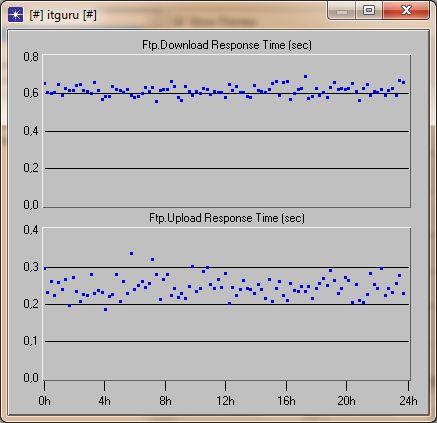 [#] itguru [#]
Ftp.Download Response Time (sec)
0,8
0,6
0,4
0,2
0,0
Ftp.Upload Response Time (sec)
0,4
0,3
0,2
0,1
0,0
0h 4h 8h 12h 16h 20h 24h